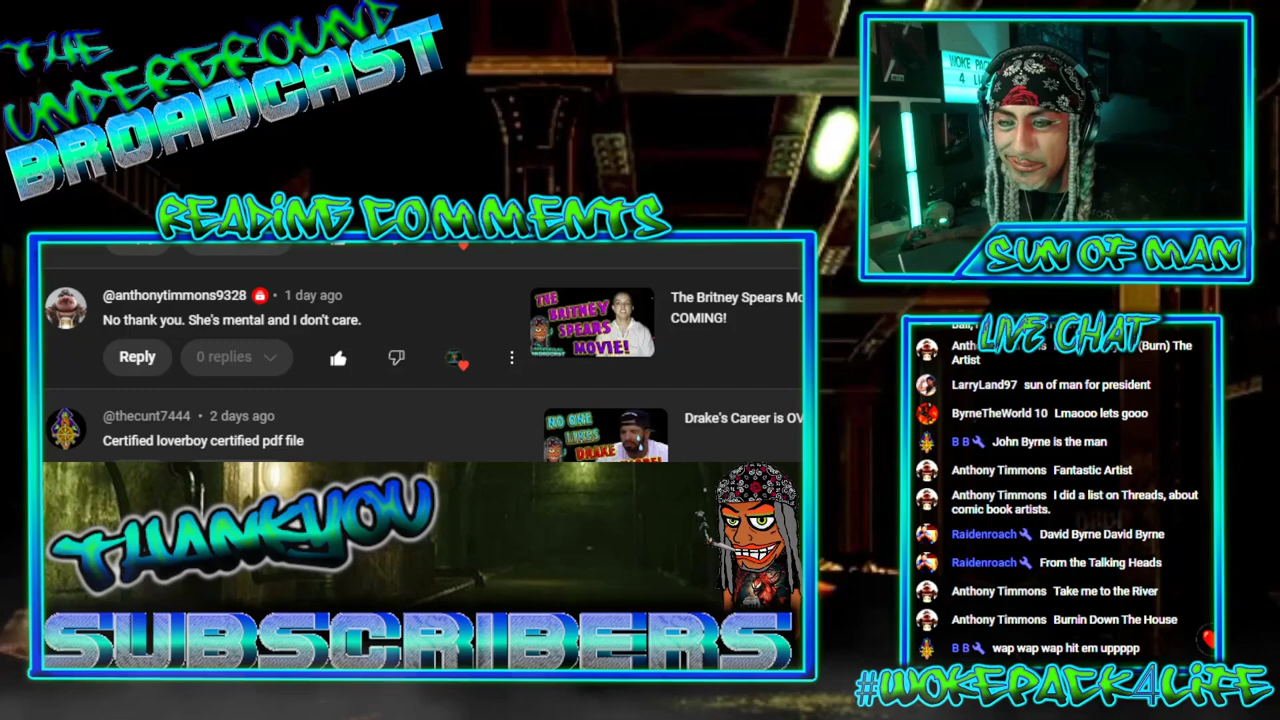 THE
UNDERGROUND
BROADCAST
READING COMMENTS
@anthonytimmons9328 • 1 day ago
No thank you. She's mental and I don't care.
Reply
0 replies
THE
BRITNEY
SPEARS
MOVIE!
The Britney Spears Mo
COMING!
@thecunt7444 • 2 days ago
Certified loverboy certified pdf file
NO ONE
LIKES
DRAKE
Drake's Career is OV
THANKYOU
SUBSCRIBERS
WOKE PAC
4 L
SUN OF MAN
LIVE CHAT
(Burn) The
Artist
LarryLand97 sun of man for president
ByrneTheWorld 10 Lmaooo lets gooo
B B John Byrne is the man
Anthony Timmons Fantastic Artist
Anthony Timmons I did a list on Threads, about
comic book artists.
Raidenroach David Byrne David Byrne
Raidenroach From the Talking Heads
Anthony Timmons Take me to the River
Anthony Timmons Burnin Down The House
B B wap wap wap hit em uppppp
#WOKEPACK4LIFE